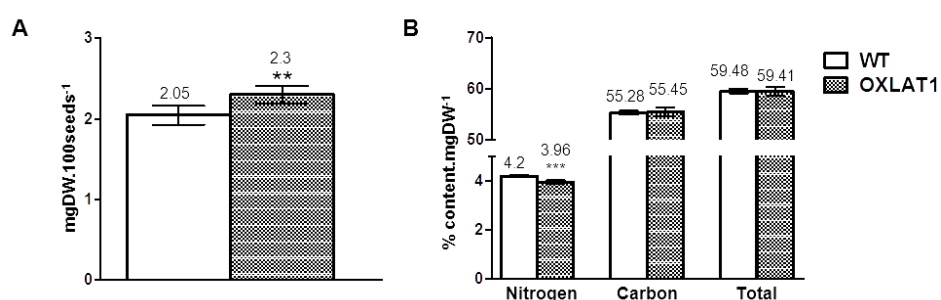 A
mgDW.100seeds-1
3
2
1
0
2.05
2.3
**
B
% content.mgDW-1
70
60
50
6
4
2
0
4.2
3.96
***
55.28
55.45
59.48
59.41
Nitrogen
Carbon
Total
WT
OXLAT1